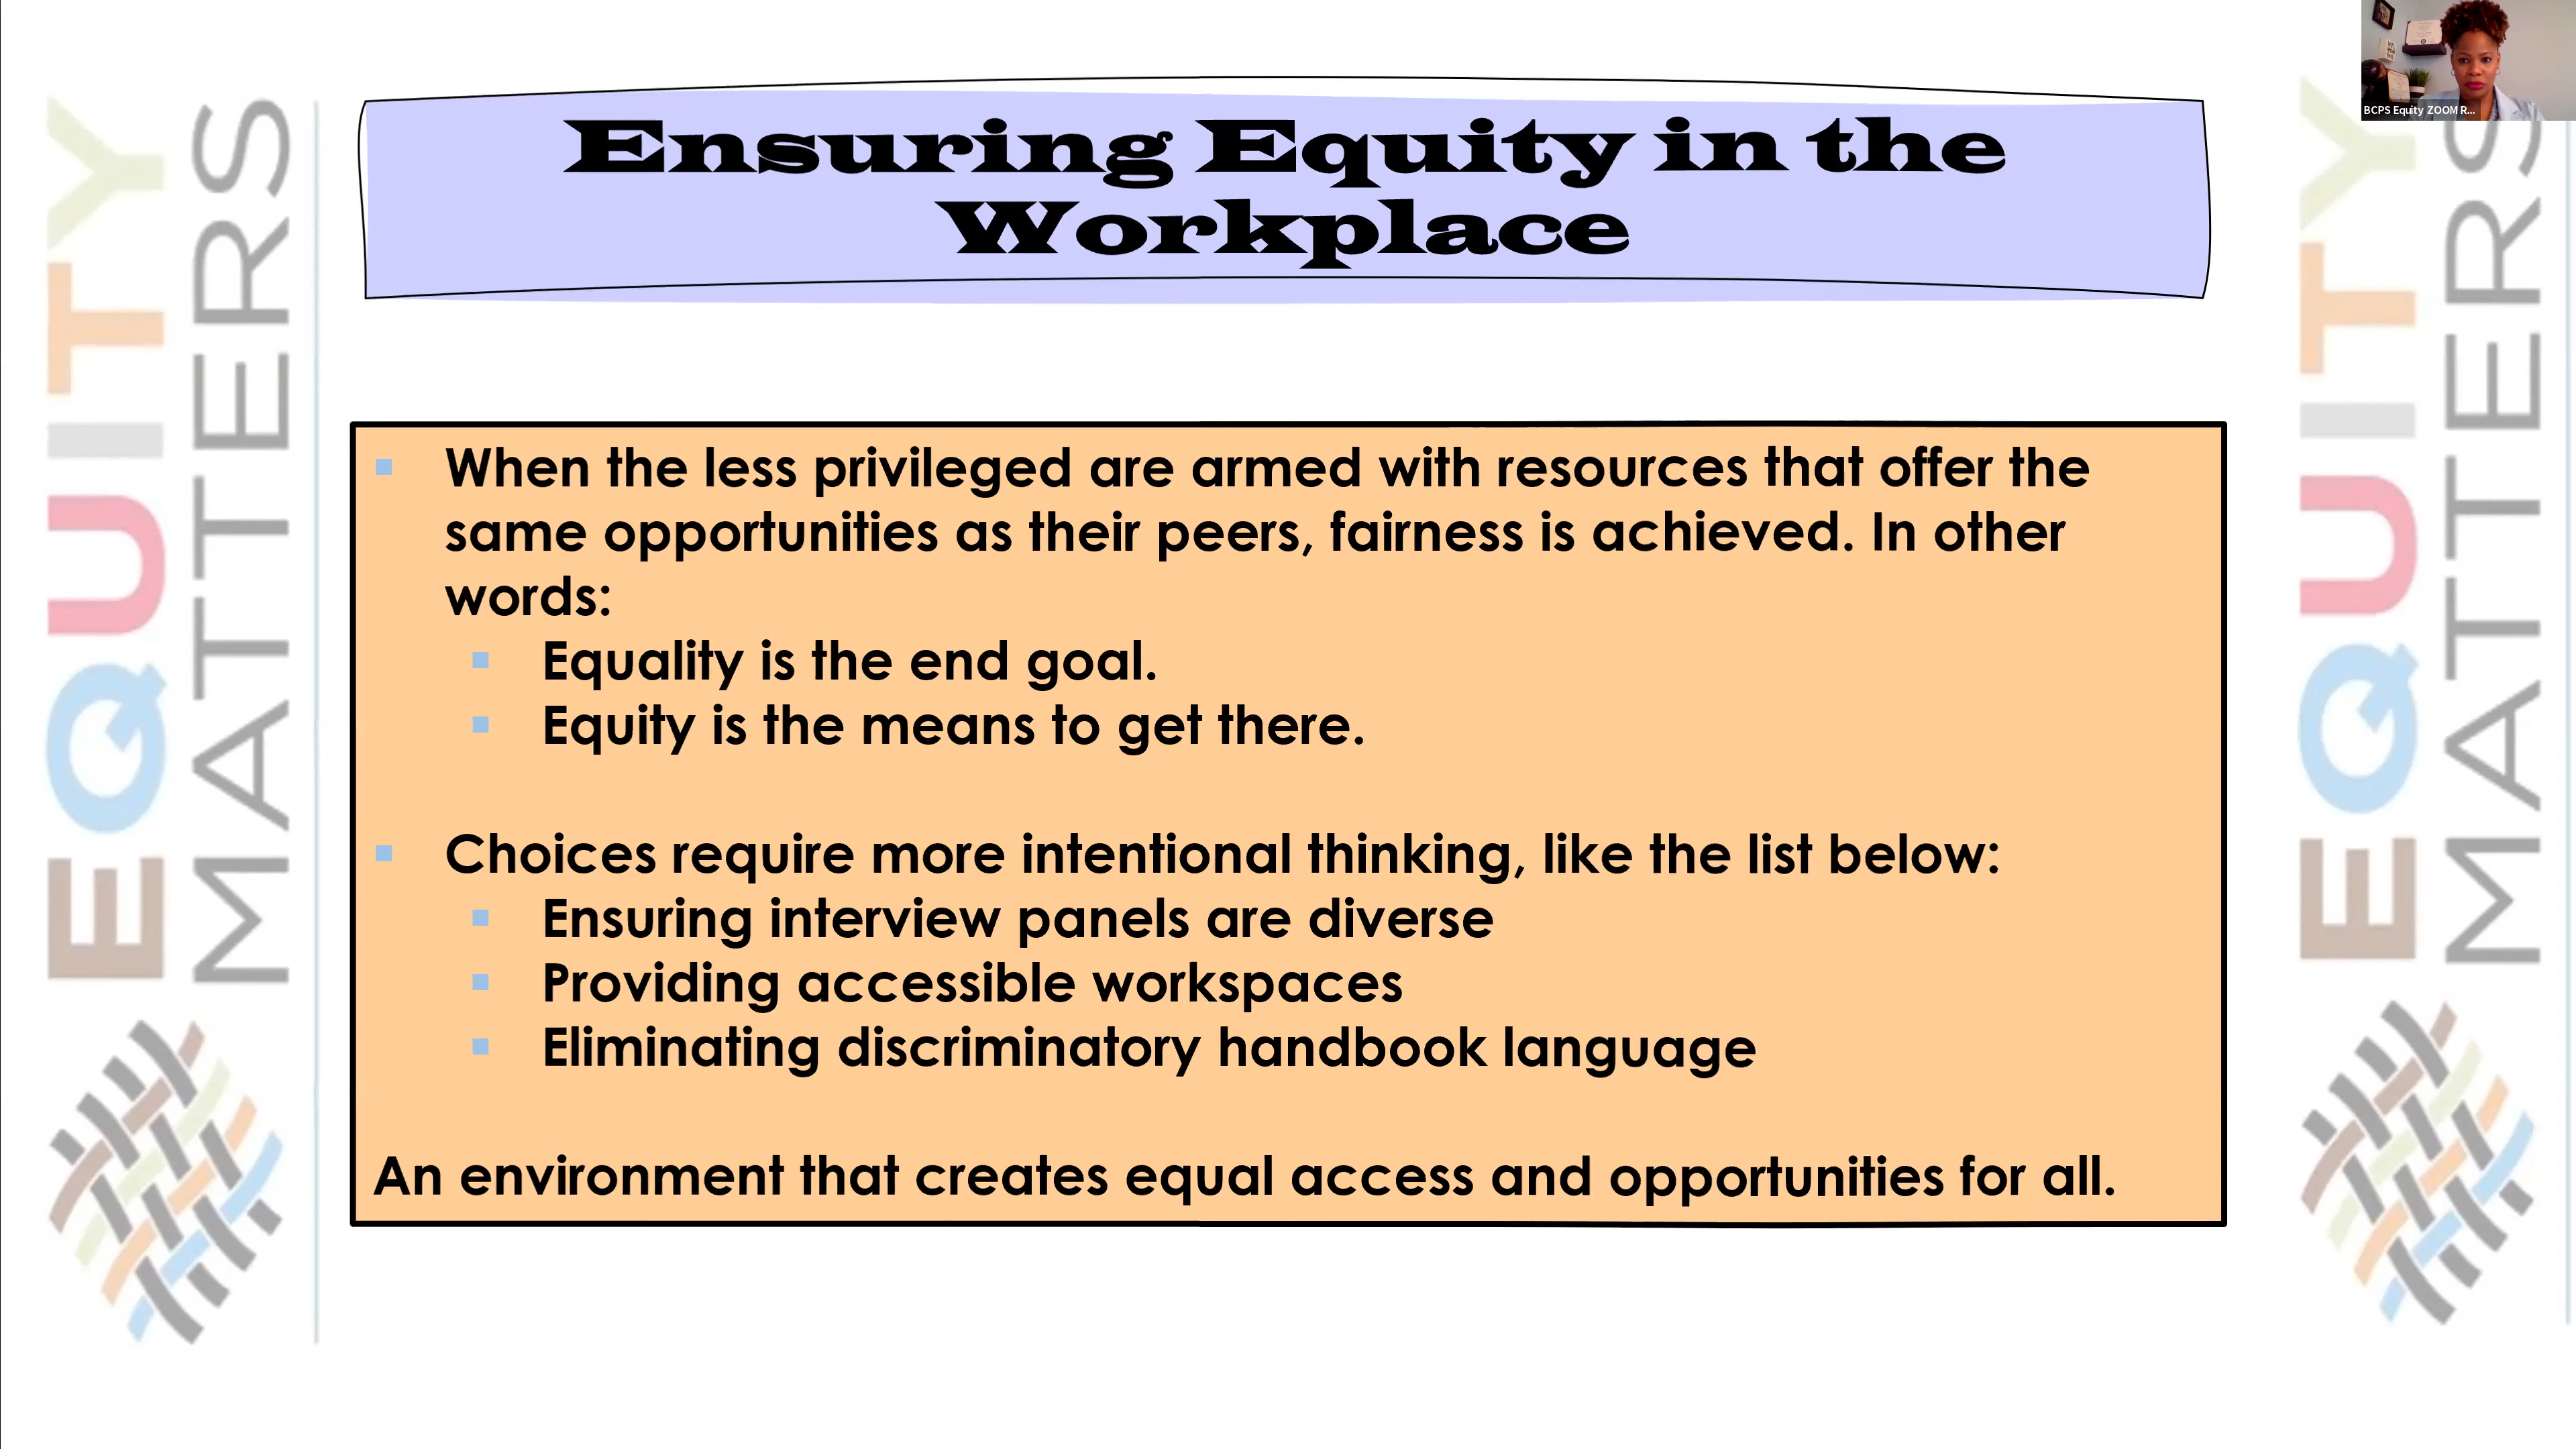 EQUITY
MATTERS
Ensuring Equity in the
Workplace
When the less privileged are armed with resources that offer the
same opportunities as their peers, fairness is achieved. In other
words:
Equality is the end goal.
Equity is the means to get there.
Choices require more intentional thinking, like the list below:
Ensuring interview panels are diverse
Providing accessible workspaces
Eliminating discriminatory handbook language
An environment that creates equal access and opportunities for all.
BCPS Equity ZOOM R...
EQUITY
MATTERS